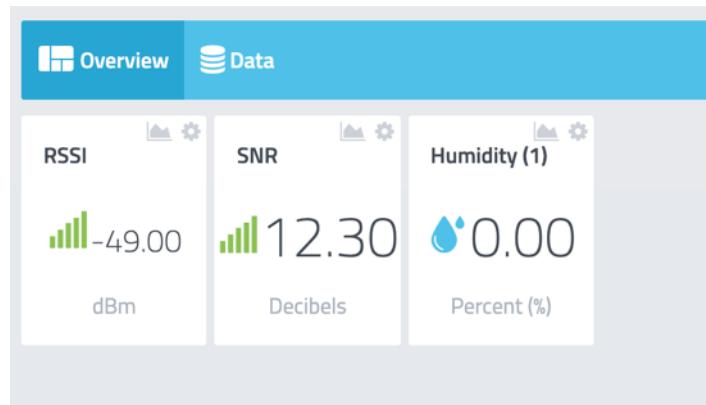 Overview Data
RSSI
-49.00
dBm
SNR
12.30
Decibels
Humidity (1)
0.00
Percent (%)